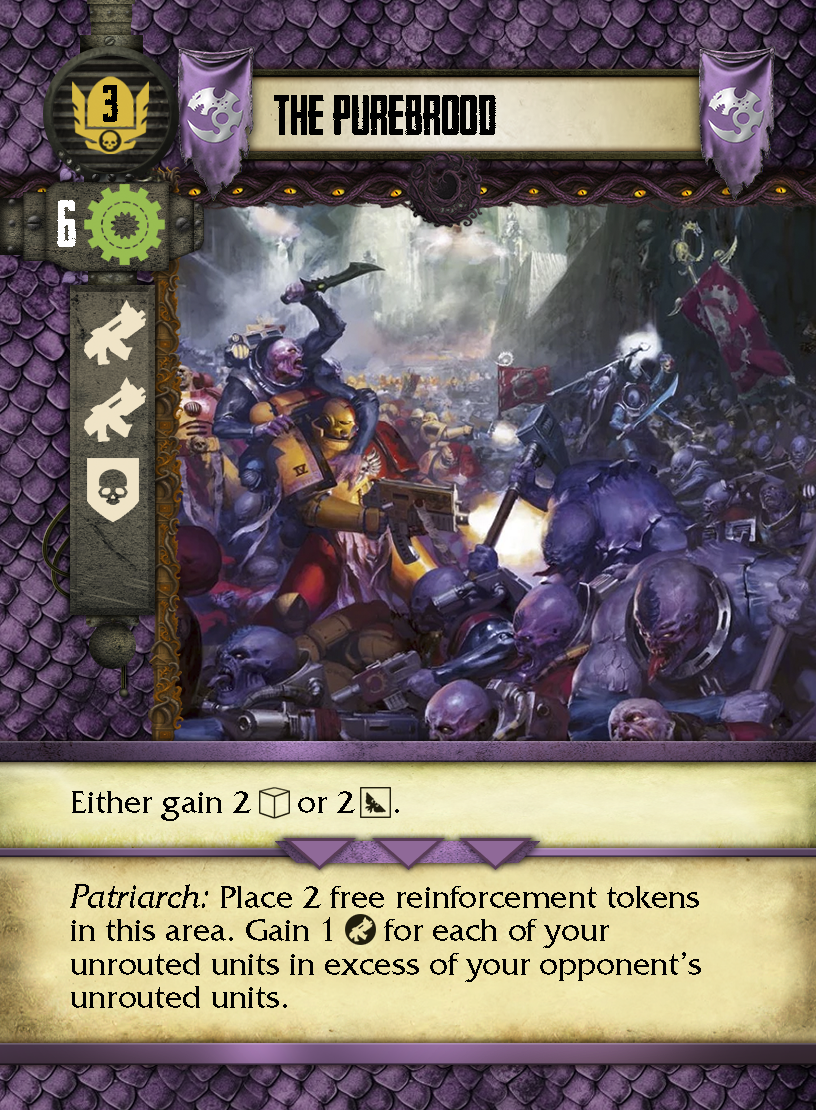 3
THE PUREBROOD
6
IV
Either gain 2 or 2 .
Patriarch: Place 2 free reinforcement tokens
in this area. Gain 1 for each of your
unrouted units in excess of your opponent's
unrouted units.